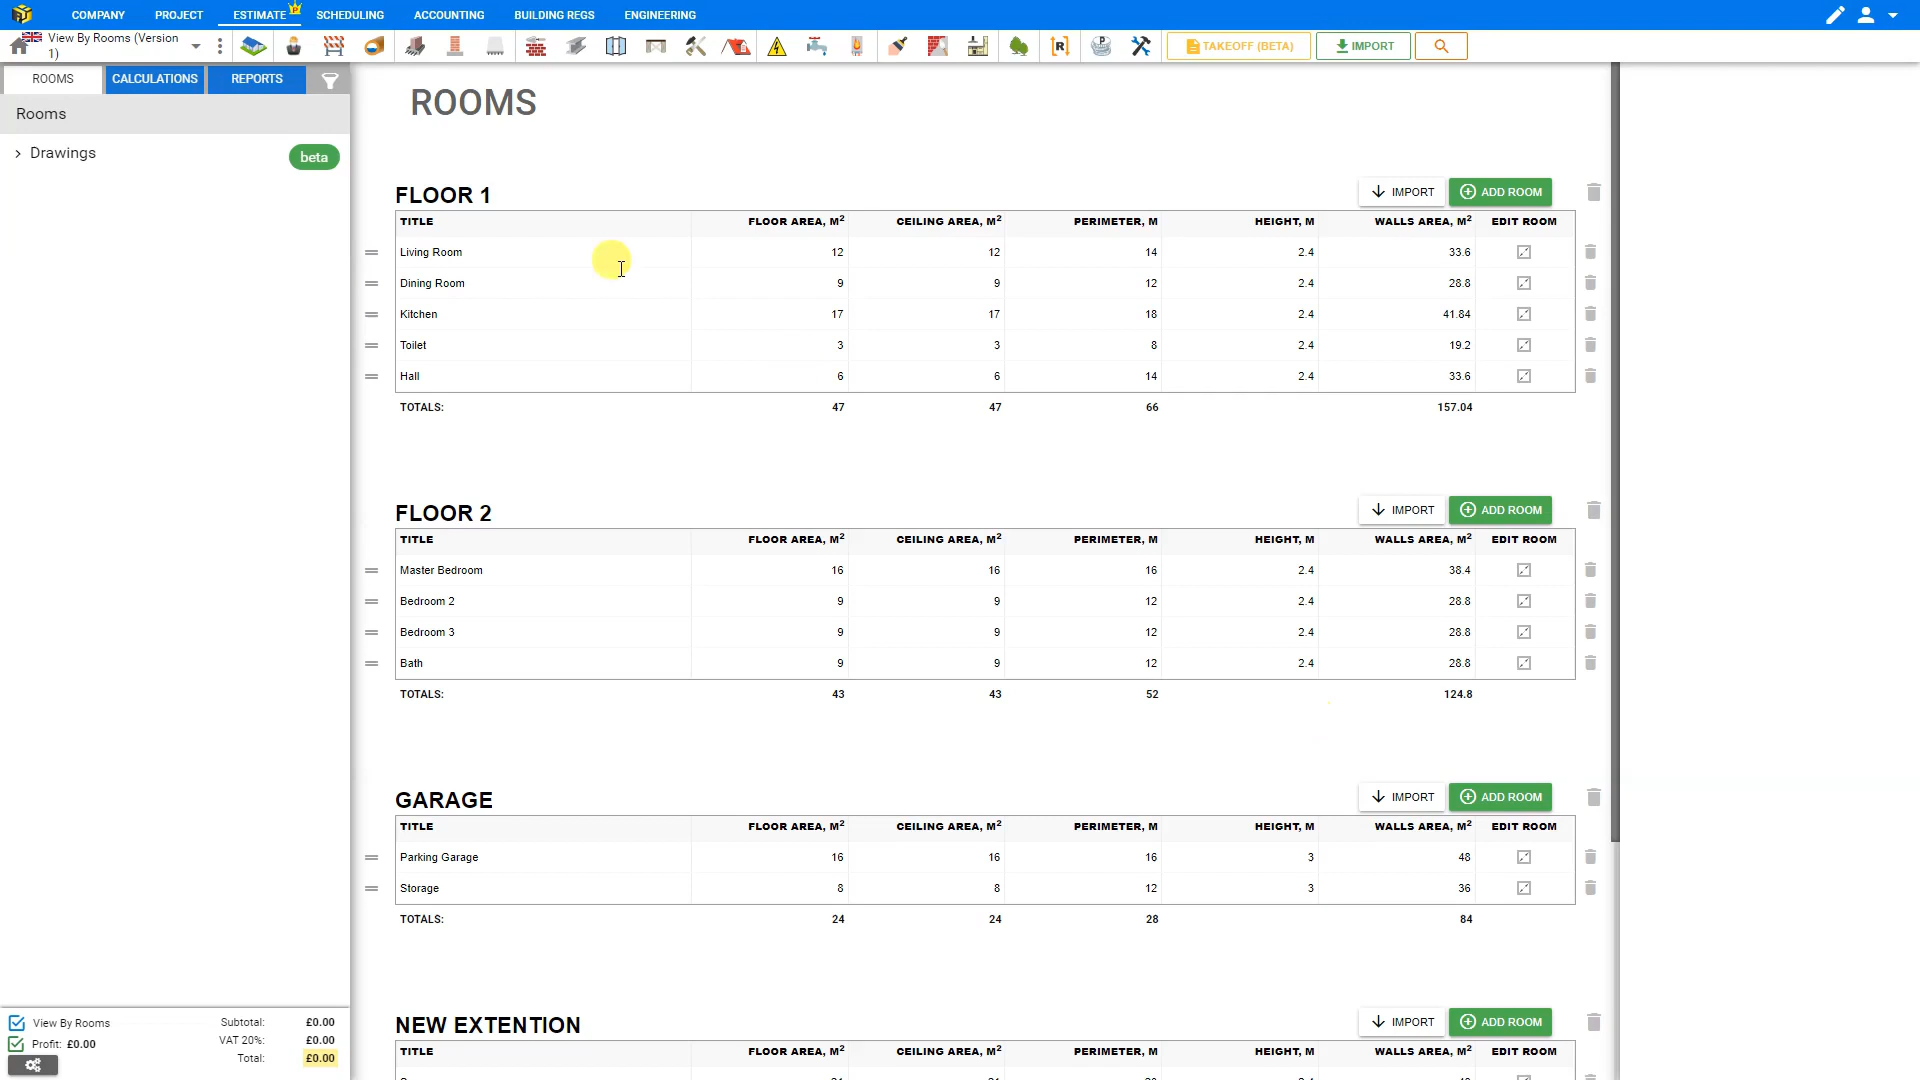 COMPANY PROJECT ESTIMATE SCHEDULING ACCOUNTING BUILDING REGS ENGINEERING
View By Rooms (Version 1)
TAKEOFF (BETA) IMPORT
ROOMS CALCULATIONS REPORTS
Rooms
Drawings beta
ROOMS
FLOOR 1 IMPORT ADD ROOM
TITLE FLOOR AREA, M² CEILING AREA, M² PERIMETER, M HEIGHT, M WALLS AREA, M² EDIT ROOM
Living Room 12 12 14 2.4 33.6
Dining Room 9 9 12 2.4 28.8
Kitchen 17 17 18 2.4 41.84
Toilet 3 3 8 2.4 19.2
Hall 6 6 14 2.4 33.6
TOTALS: 47 47 66 157.04
FLOOR 2 IMPORT ADD ROOM
TITLE FLOOR AREA, M² CEILING AREA, M² PERIMETER, M HEIGHT, M WALLS AREA, M² EDIT ROOM
Master Bedroom 16 16 16 2.4 38.4
Bedroom 2 9 9 12 2.4 28.8
Bedroom 3 9 9 12 2.4 28.8
Bath 9 9 12 2.4 28.8
TOTALS: 43 43 52 124.8
GARAGE IMPORT ADD ROOM
TITLE FLOOR AREA, M² CEILING AREA, M² PERIMETER, M HEIGHT, M WALLS AREA, M² EDIT ROOM
Parking Garage 16 16 16 3 48
Storage 8 8 12 3 36
TOTALS: 24 24 28 84
NEW EXTENTION IMPORT ADD ROOM
TITLE FLOOR AREA, M² CEILING AREA, M² PERIMETER, M HEIGHT, M WALLS AREA, M² EDIT ROOM
View By Rooms Subtotal: £0.00
Profit: £0.00 VAT 20%: £0.00
Total: £0.00